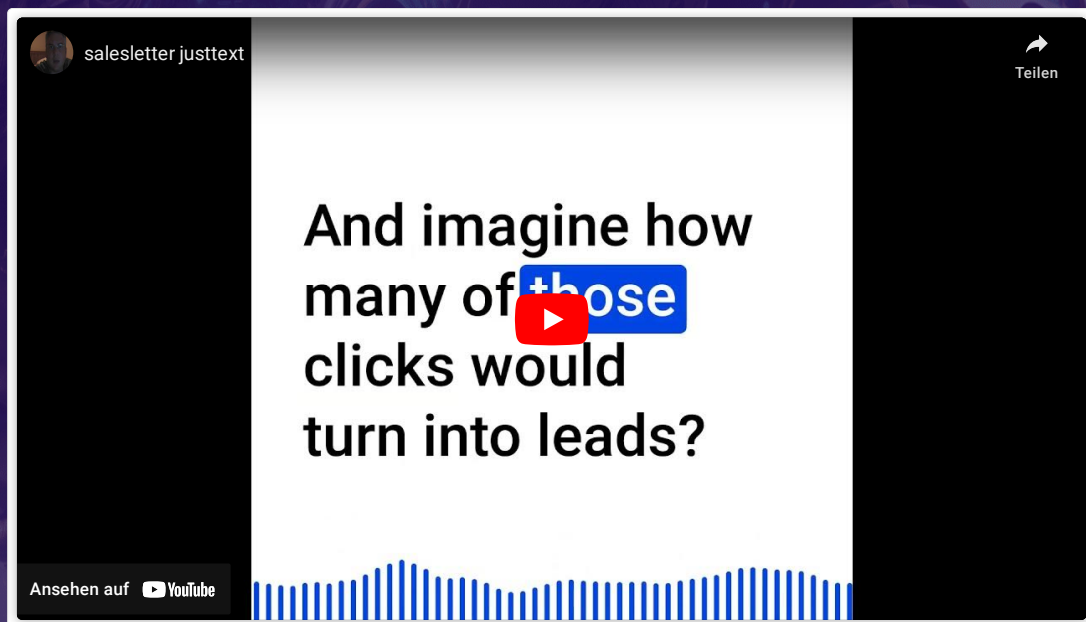 salesletter justtext
Teilen
And imagine how
many of those
clicks would
turn into leads?
Ansehen auf YouTube